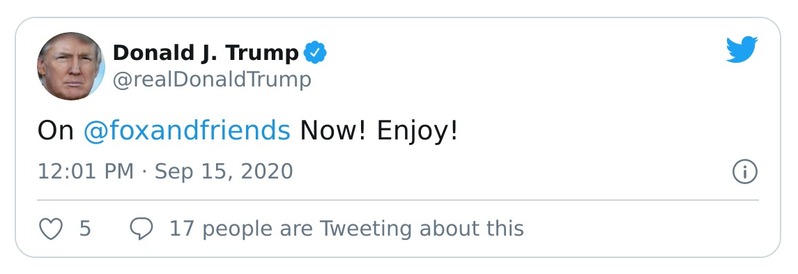 Donald J. Trump
@realDonaldTrump
On @foxandfriends Now! Enjoy!
12:01 PM · Sep 15, 2020
5 17 people are Tweeting about this